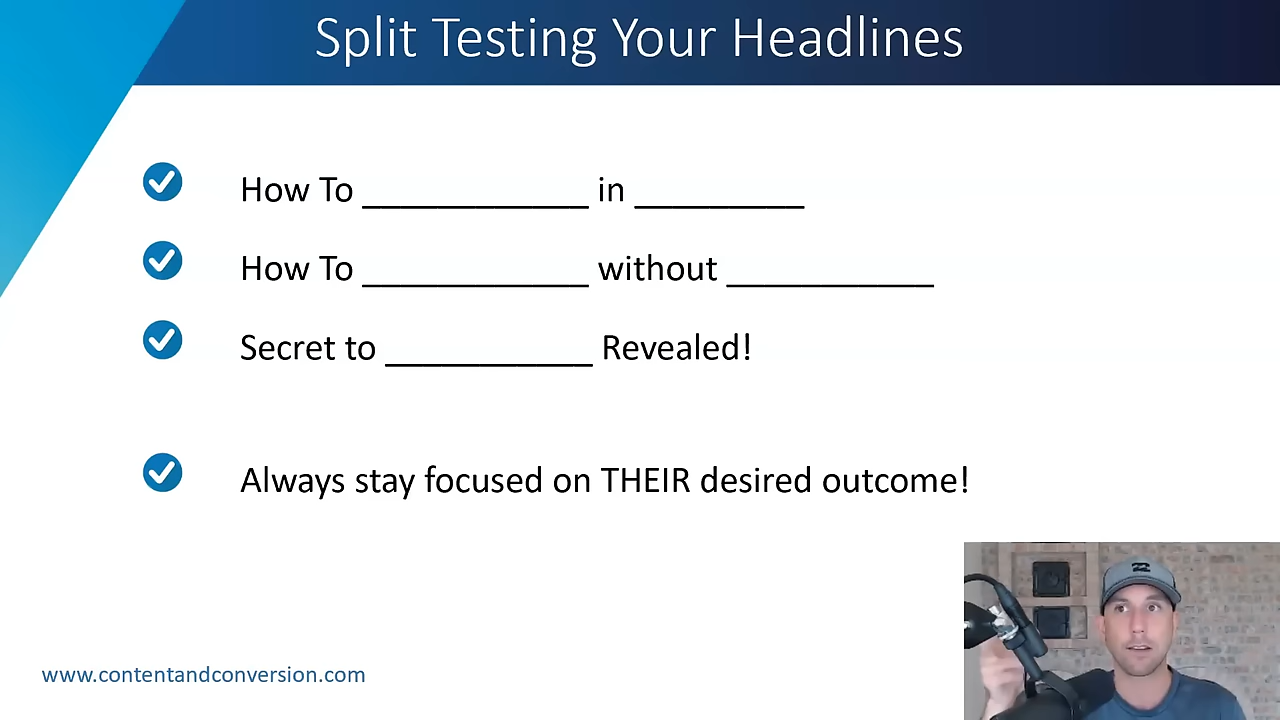 Split Testing Your Headlines
How To ____________ in _________
How To ____________ without ___________
Secret to ___________ Revealed!
Always stay focused on THEIR desired outcome!
www.contentandconversion.com